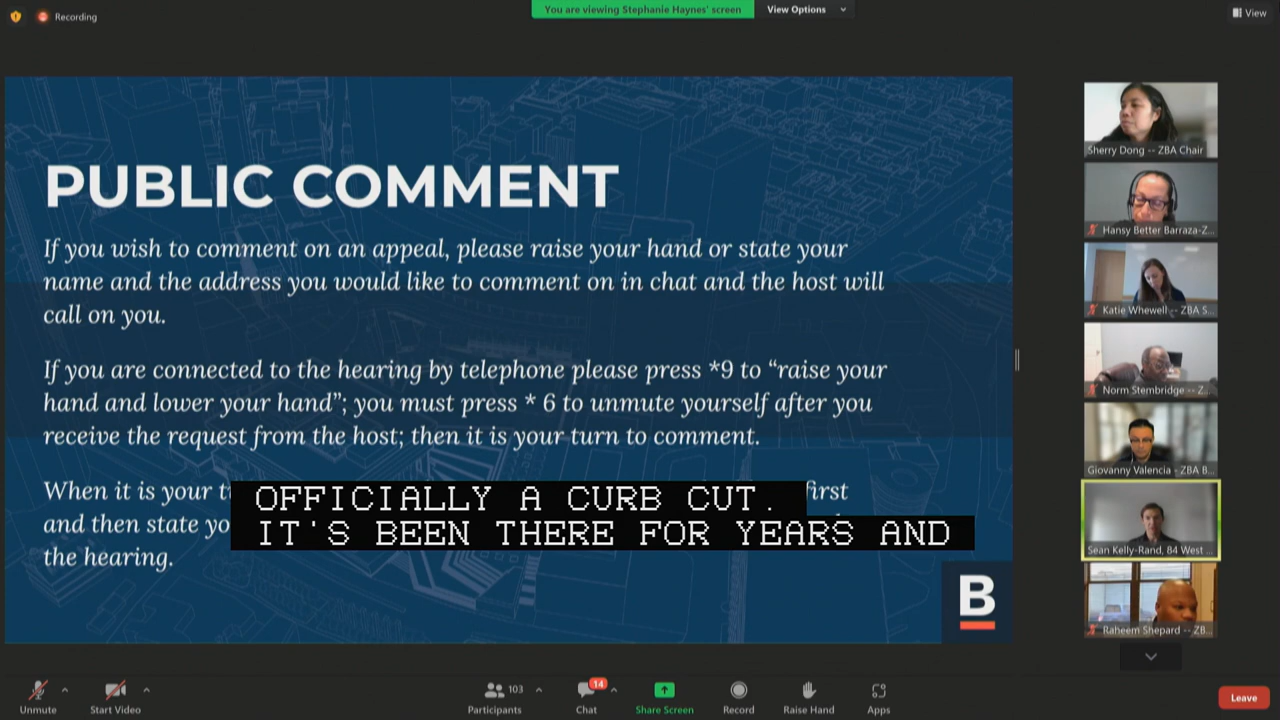 Recording
You are viewing Stephanie Haynes' screen
View Options
View
PUBLIC COMMENT
If you wish to comment on an appeal, please raise your hand or state your
name and the address you would like to comment on in chat and the host will
call on you.
If you are connected to the hearing by telephone please press *9 to “raise your
hand and lower your hand”; you must press * 6 to unmute yourself after you
receive the request from the host; then it is your turn to comment.
When it is your first
and then state
the hearing.
OFFICIALLY A CURB CUT.
IT'S BEEN THERE FOR YEARS AND
B
Sherry Dong -- ZBA Chair
Hansy Better Barraza-Z...
Katie Whewell -- ZBA S...
Norm Stembridge -- Z...
Giovanny Valencia - ZBA B...
Sean Kelly-Rand, 84 West ...
Raheem Shepard -- ZB...
Unmute
Start Video
103
Participants
14
Chat
Share Screen
Record
Raise Hand
Apps
Leave